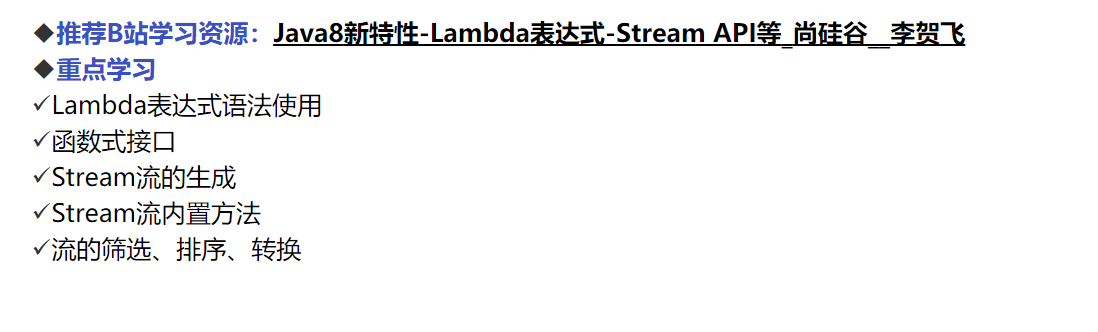 ◆推荐B站学习资源：Java8新特性-Lambda表达式-Stream API等_尚硅谷__李贺飞
◆重点学习
✓Lambda表达式语法使用
✓函数式接口
✓Stream流的生成
✓Stream流内置方法
✓流的筛选、排序、转换